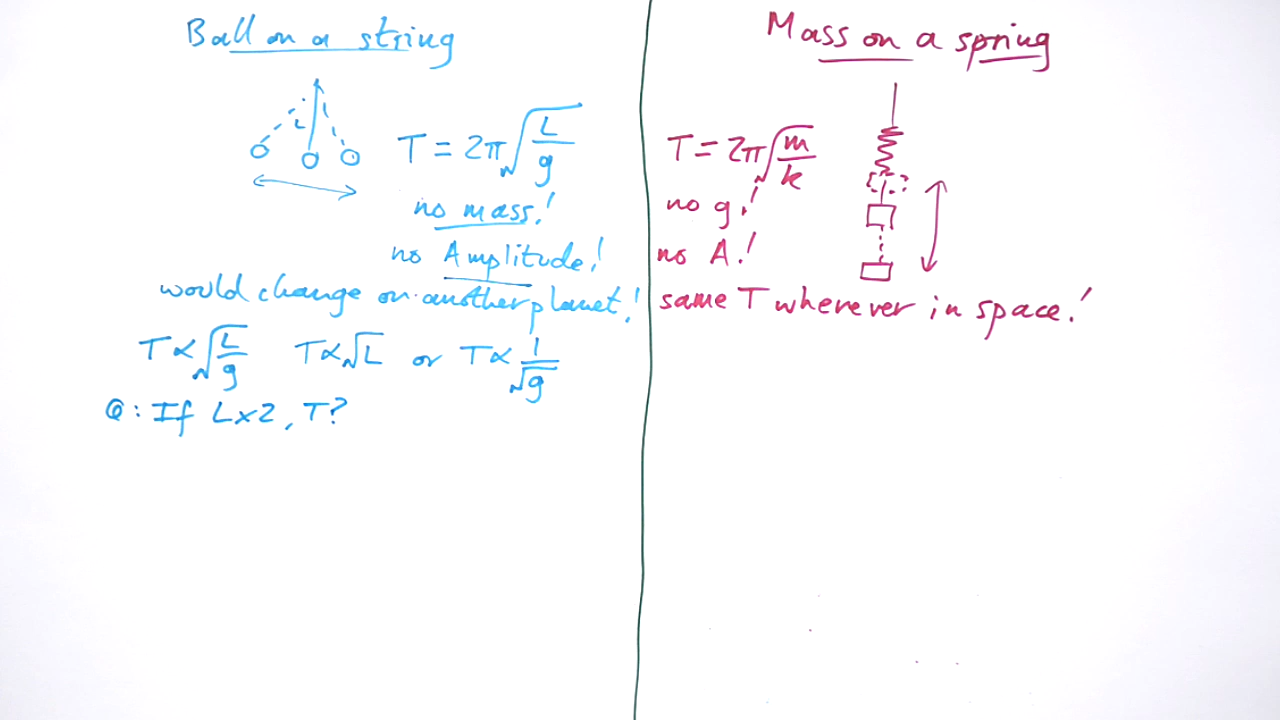 Ball on a string
L
T = 2π√(L/g)
no mass!
no Amplitude!
would change on another planet!
T ∝ √(L/g)   T ∝ √L or T ∝ 1/√g
Q: If L×2, T?
Mass on a spring
T = 2π√(m/k)
no g!
no A!
same T wherever in space!